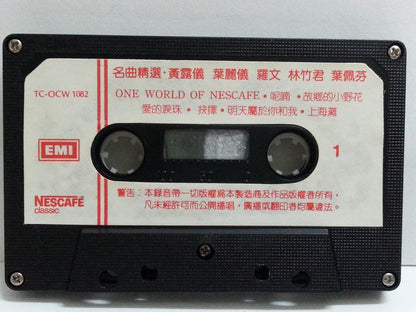 名曲精選·黃露儀 葉麗儀 羅文 林竹君 葉佩芬
TC-OCW 1082
ONE WORLD OF NESCAFE·呢喃·故鄉的小野花
愛的淚珠·抉擇·明天屬於你和我·上海灘
EMI
1
NESCAFÉ
classic
警告：本錄音帶一切版權為本製造商及作品版權者所有，
凡未經許可而公開播唱，廣播或翻印者均屬違法。